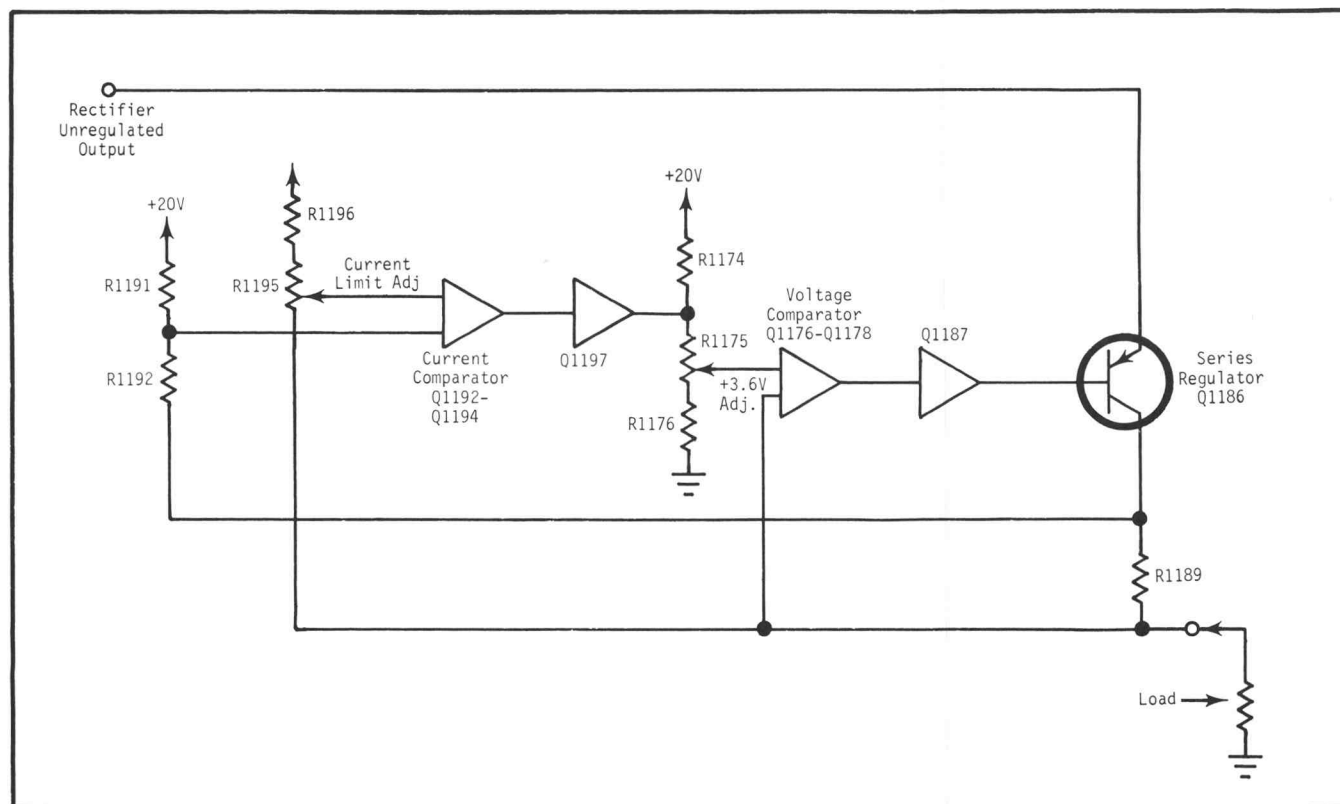 Rectifier
Unregulated
Output
+20V
R1191
R1192
R1196
R1195
Current
Limit Adj
Current
Comparator
Q1192-
Q1194
Q1197
+20V
R1174
R1175
+3.6V
Adj.
R1176
Voltage
Comparator
Q1176-Q1178
Q1187
Series
Regulator
Q1186
R1189
Load